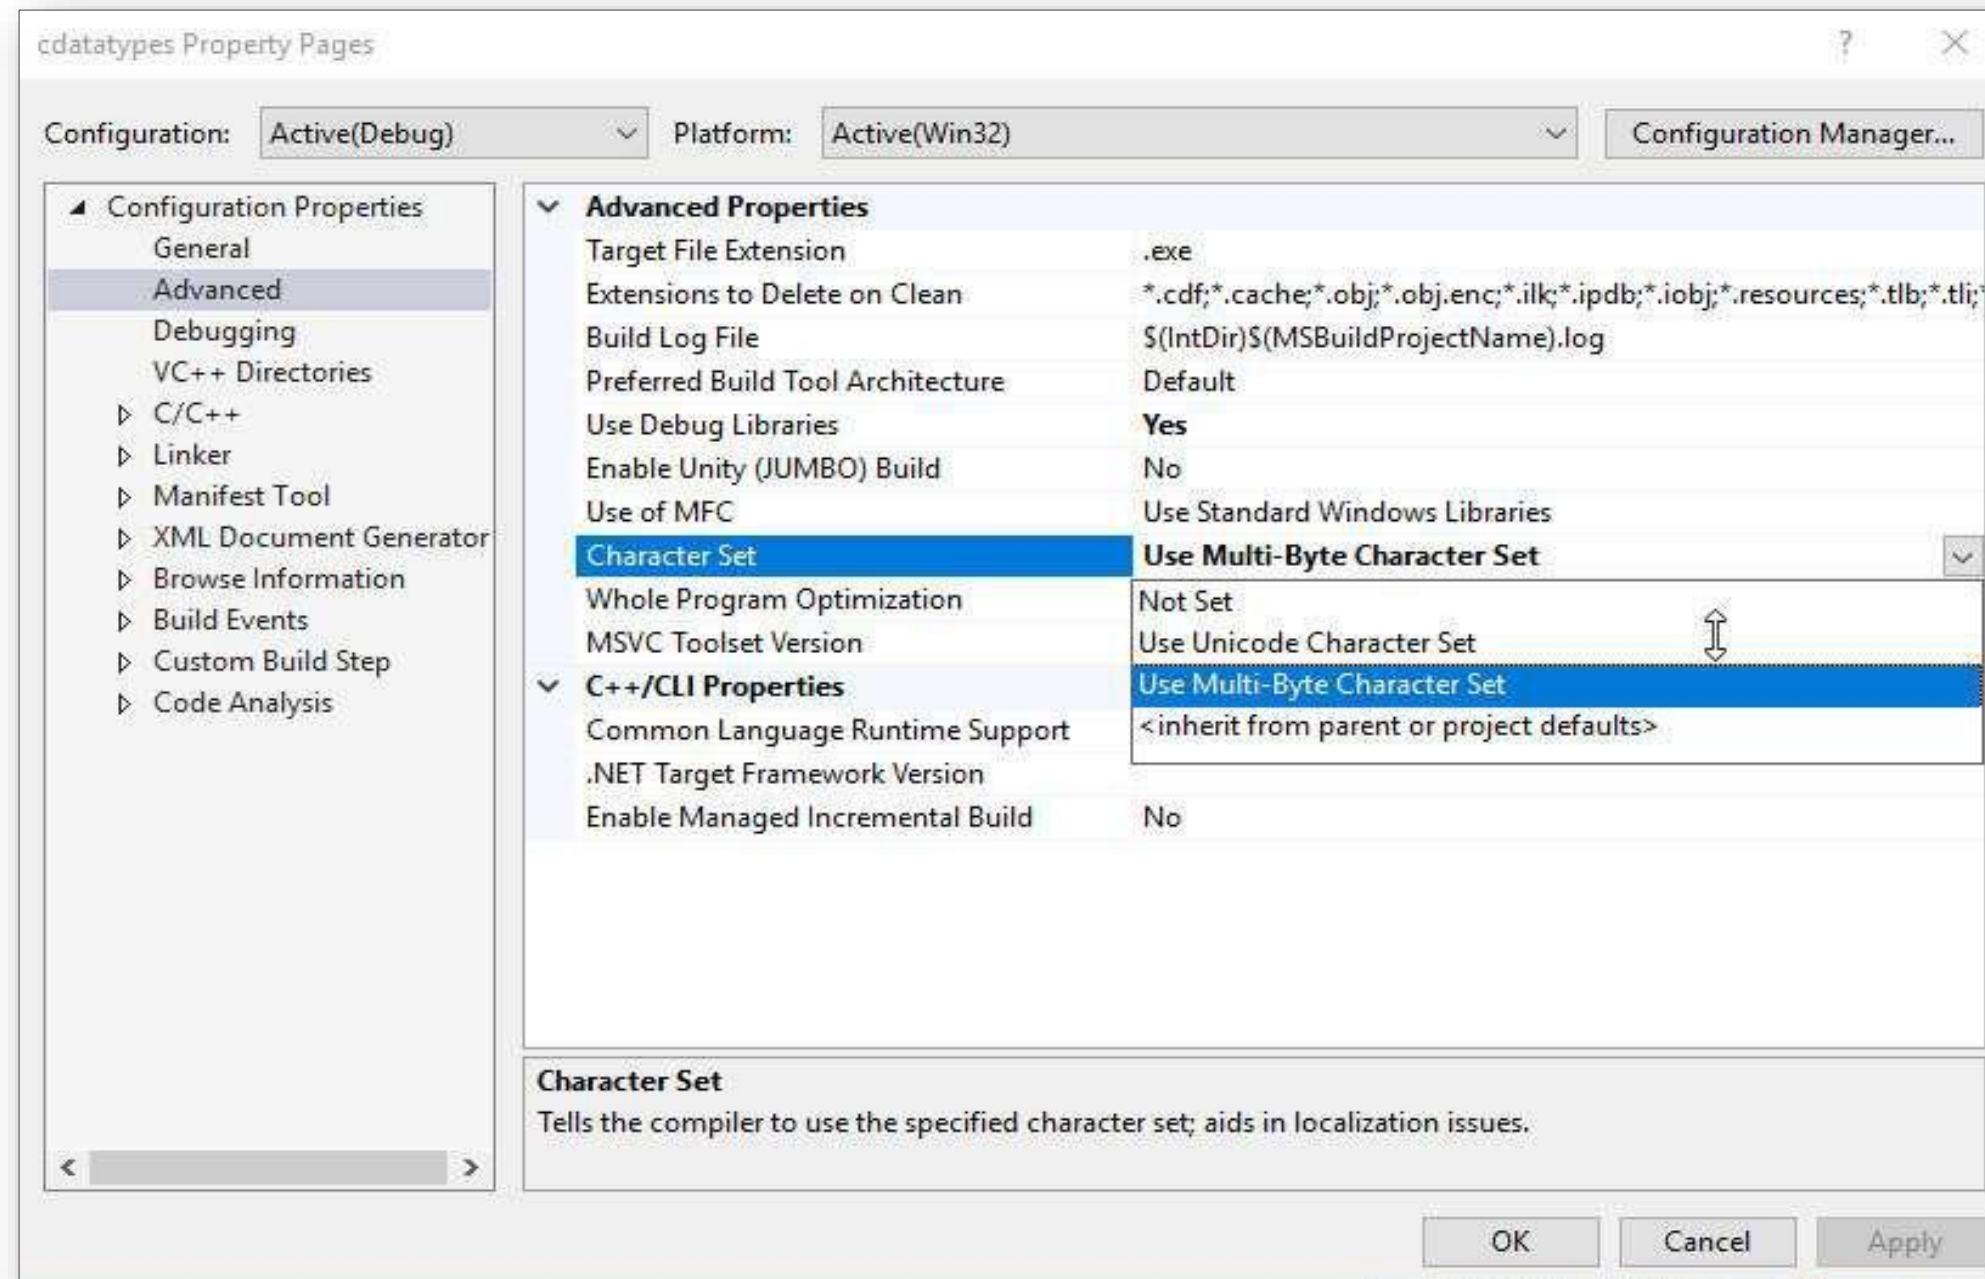 cdatatypes Property Pages
?
Configuration: Active(Debug) Platform: Active(Win32) Configuration Manager...
Configuration Properties
General
Advanced
Debugging
VC++ Directories
C/C++
Linker
Manifest Tool
XML Document Generator
Browse Information
Build Events
Custom Build Step
Code Analysis
Advanced Properties
Target File Extension .exe
Extensions to Delete on Clean *.cdf;*.cache;*.obj;*.obj.enc;*.ilk;*.ipdb;*.iobj;*.resources;*.tlb;*.tli;*
Build Log File $(IntDir)$(MSBuildProjectName).log
Preferred Build Tool Architecture Default
Use Debug Libraries Yes
Enable Unity (JUMBO) Build No
Use of MFC Use Standard Windows Libraries
Character Set Use Multi-Byte Character Set
Whole Program Optimization
MSVC Toolset Version
Not Set
Use Unicode Character Set
Use Multi-Byte Character Set
<inherit from parent or project defaults>
C++/CLI Properties
Common Language Runtime Support
.NET Target Framework Version
Enable Managed Incremental Build No
Character Set
Tells the compiler to use the specified character set; aids in localization issues.
OK Cancel Apply